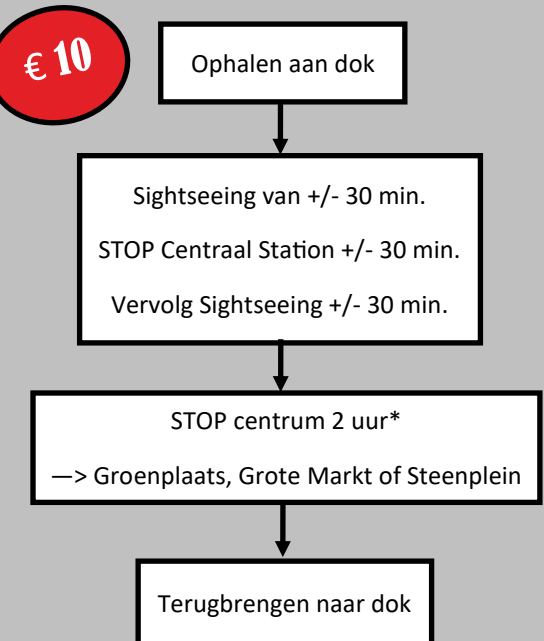 € 10
Ophalen aan dok
Sightseeing van +/- 30 min.
STOP Centraal Station +/- 30 min.
Vervolg Sightseeing +/- 30 min.
STOP centrum 2 uur*
—> Groenplaats, Grote Markt of Steenplein
Terugbrengen naar dok